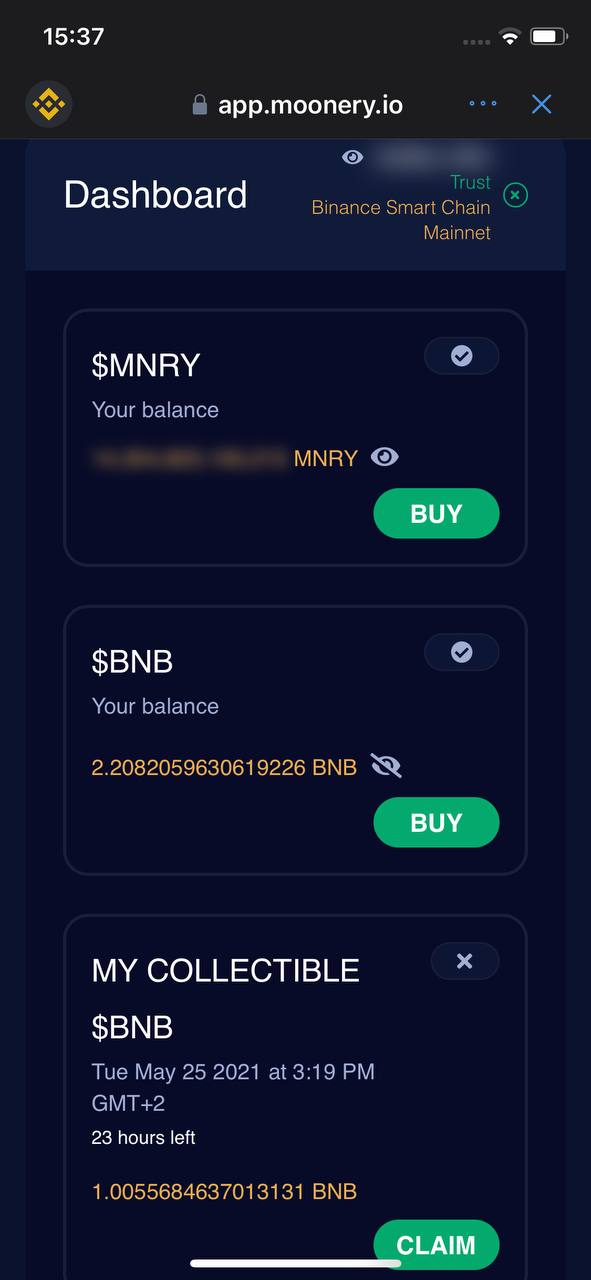 15:37
app.moonery.io
Dashboard
Trust
Binance Smart Chain
Mainnet
$MNRY
Your balance
MNRY
BUY
$BNB
Your balance
2.2082059630619226 BNB
BUY
MY COLLECTIBLE
$BNB
Tue May 25 2021 at 3:19 PM
GMT+2
23 hours left
1.0055684637013131 BNB
CLAIM